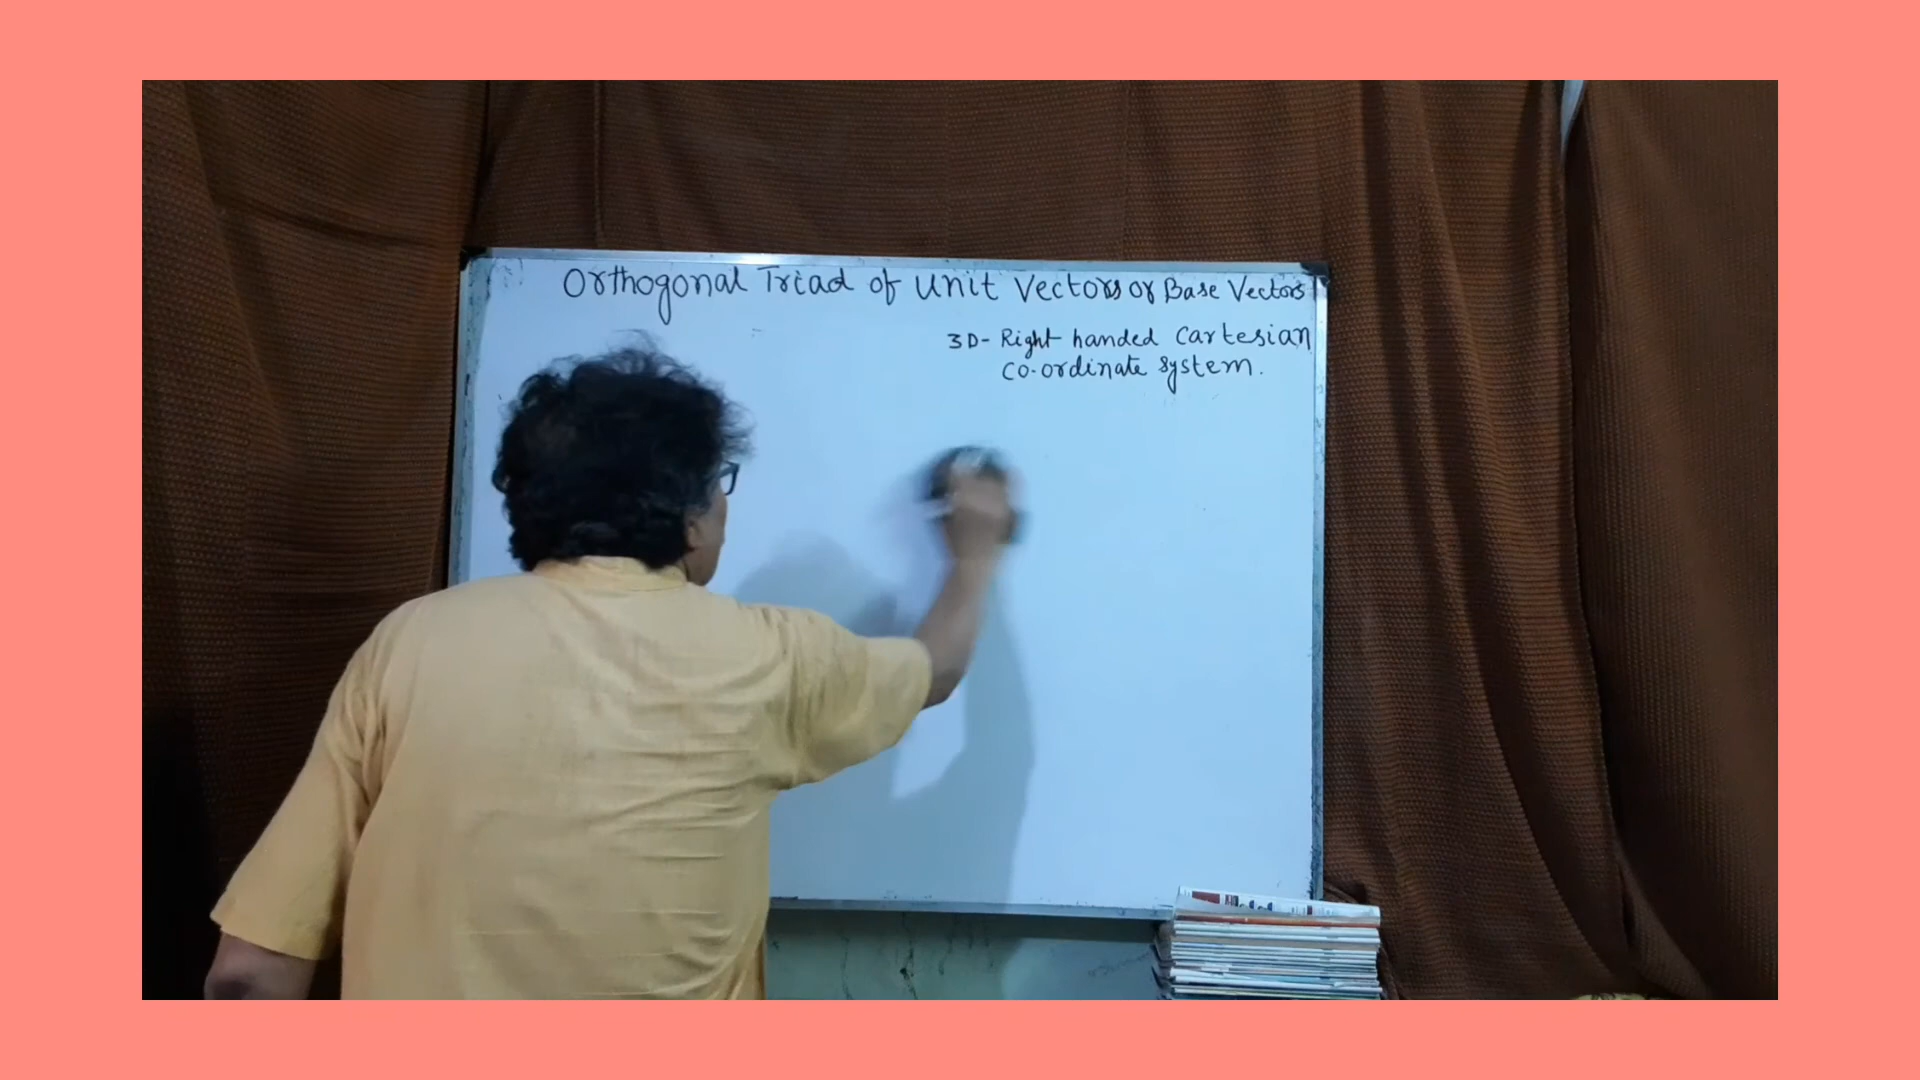 Orthogonal Triad of Unit Vectors or Base Vectors
3D- Right handed Cartesian
Co-ordinate system.